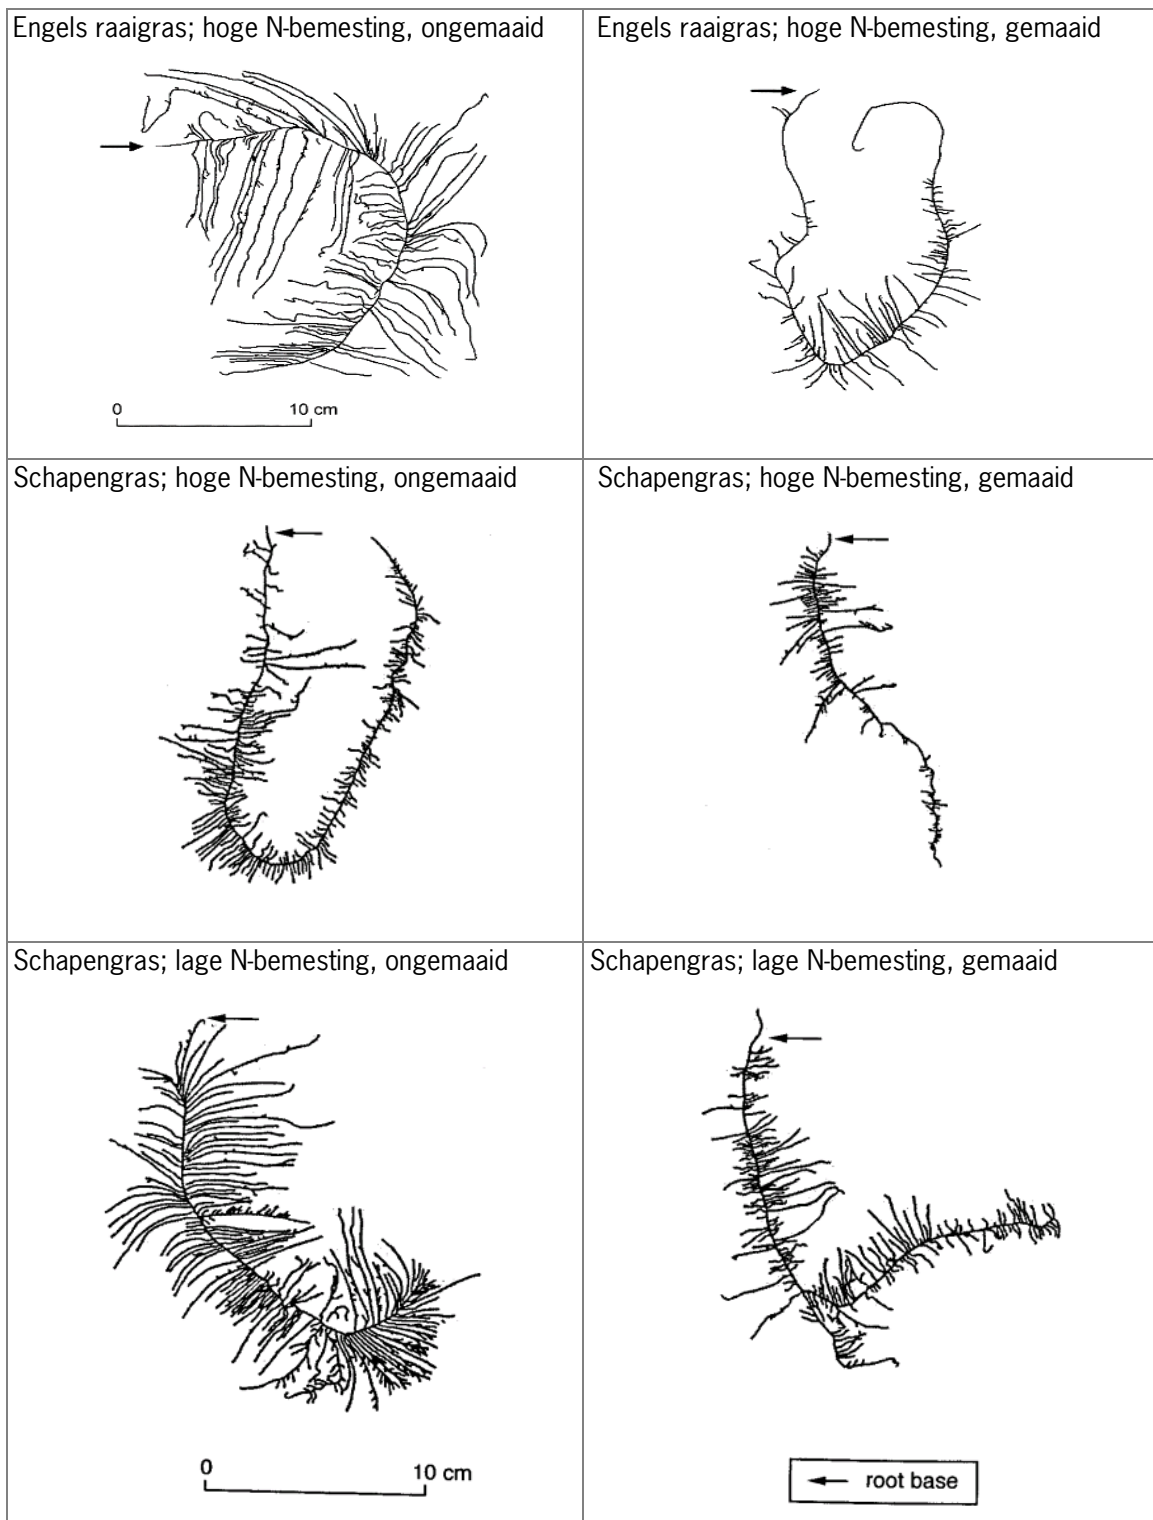 Engels raaigras; hoge N-bemesting, ongemaaid
Engels raaigras; hoge N-bemesting, gemaaid
0 10 cm
Schapengras; hoge N-bemesting, ongemaaid
Schapengras; hoge N-bemesting, gemaaid
Schapengras; lage N-bemesting, ongemaaid
Schapengras; lage N-bemesting, gemaaid
0 10 cm
root base